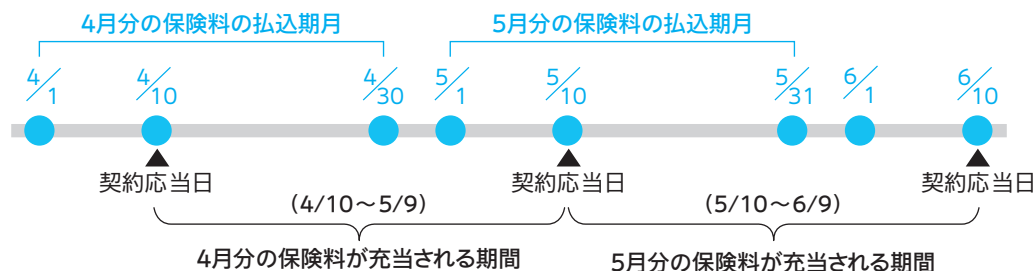 4月分の保険料の払込期月
5月分の保険料の払込期月
4/1
4/10
4/30
5/1
5/10
5/31
6/1
6/10
契約応当日
契約応当日
契約応当日
（4/10～5/9）
（5/10～6/9）
4月分の保険料が充当される期間
5月分の保険料が充当される期間